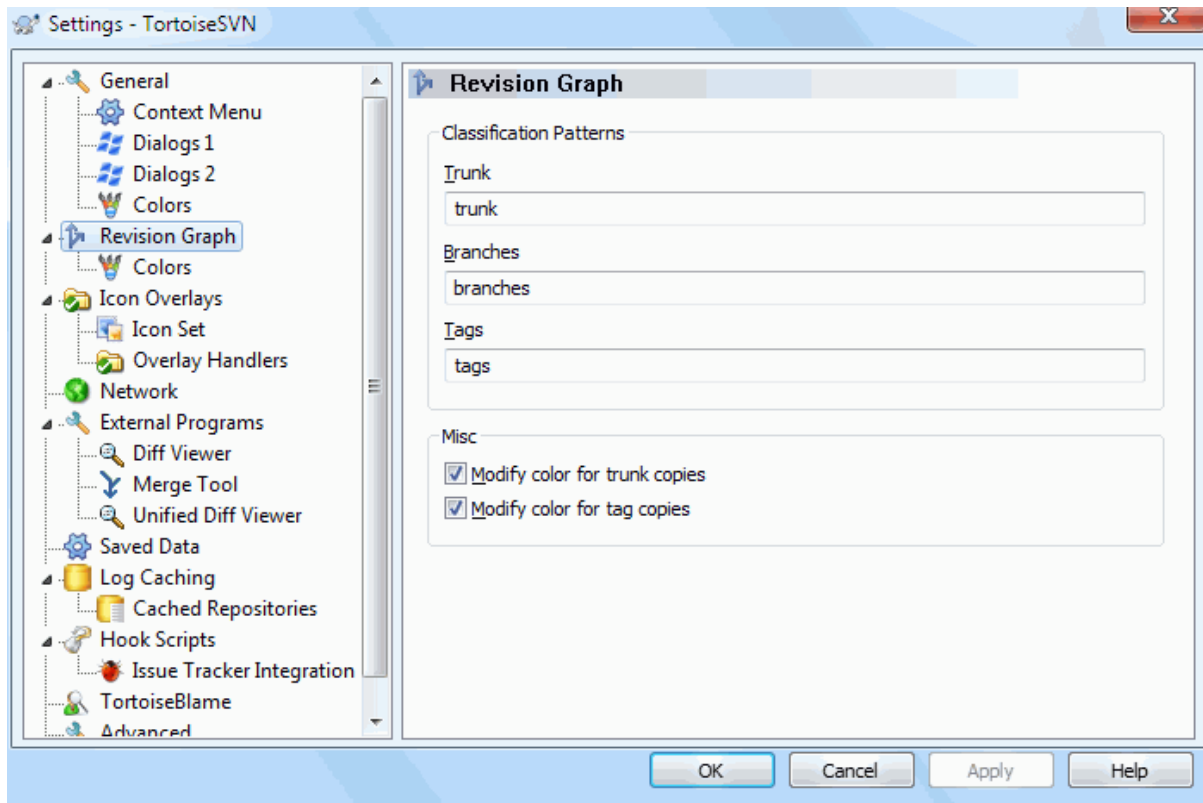 Settings - TortoiseSVN
General
Context Menu
Dialogs 1
Dialogs 2
Colors
Revision Graph
Colors
Icon Overlays
Icon Set
Overlay Handlers
Network
External Programs
Diff Viewer
Merge Tool
Unified Diff Viewer
Saved Data
Log Caching
Cached Repositories
Hook Scripts
Issue Tracker Integration
TortoiseBlame
Advanced
Revision Graph
Classification Patterns
Trunk
trunk
Branches
branches
Tags
tags
Misc
Modify color for trunk copies
Modify color for tag copies
OK
Cancel
Apply
Help